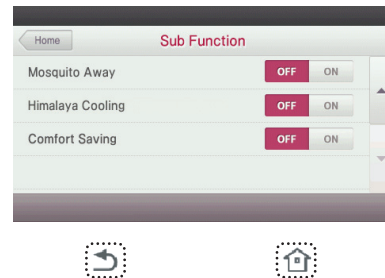 Home
Sub Function
Mosquito Away OFF ON
Himalaya Cooling OFF ON
Comfort Saving OFF ON